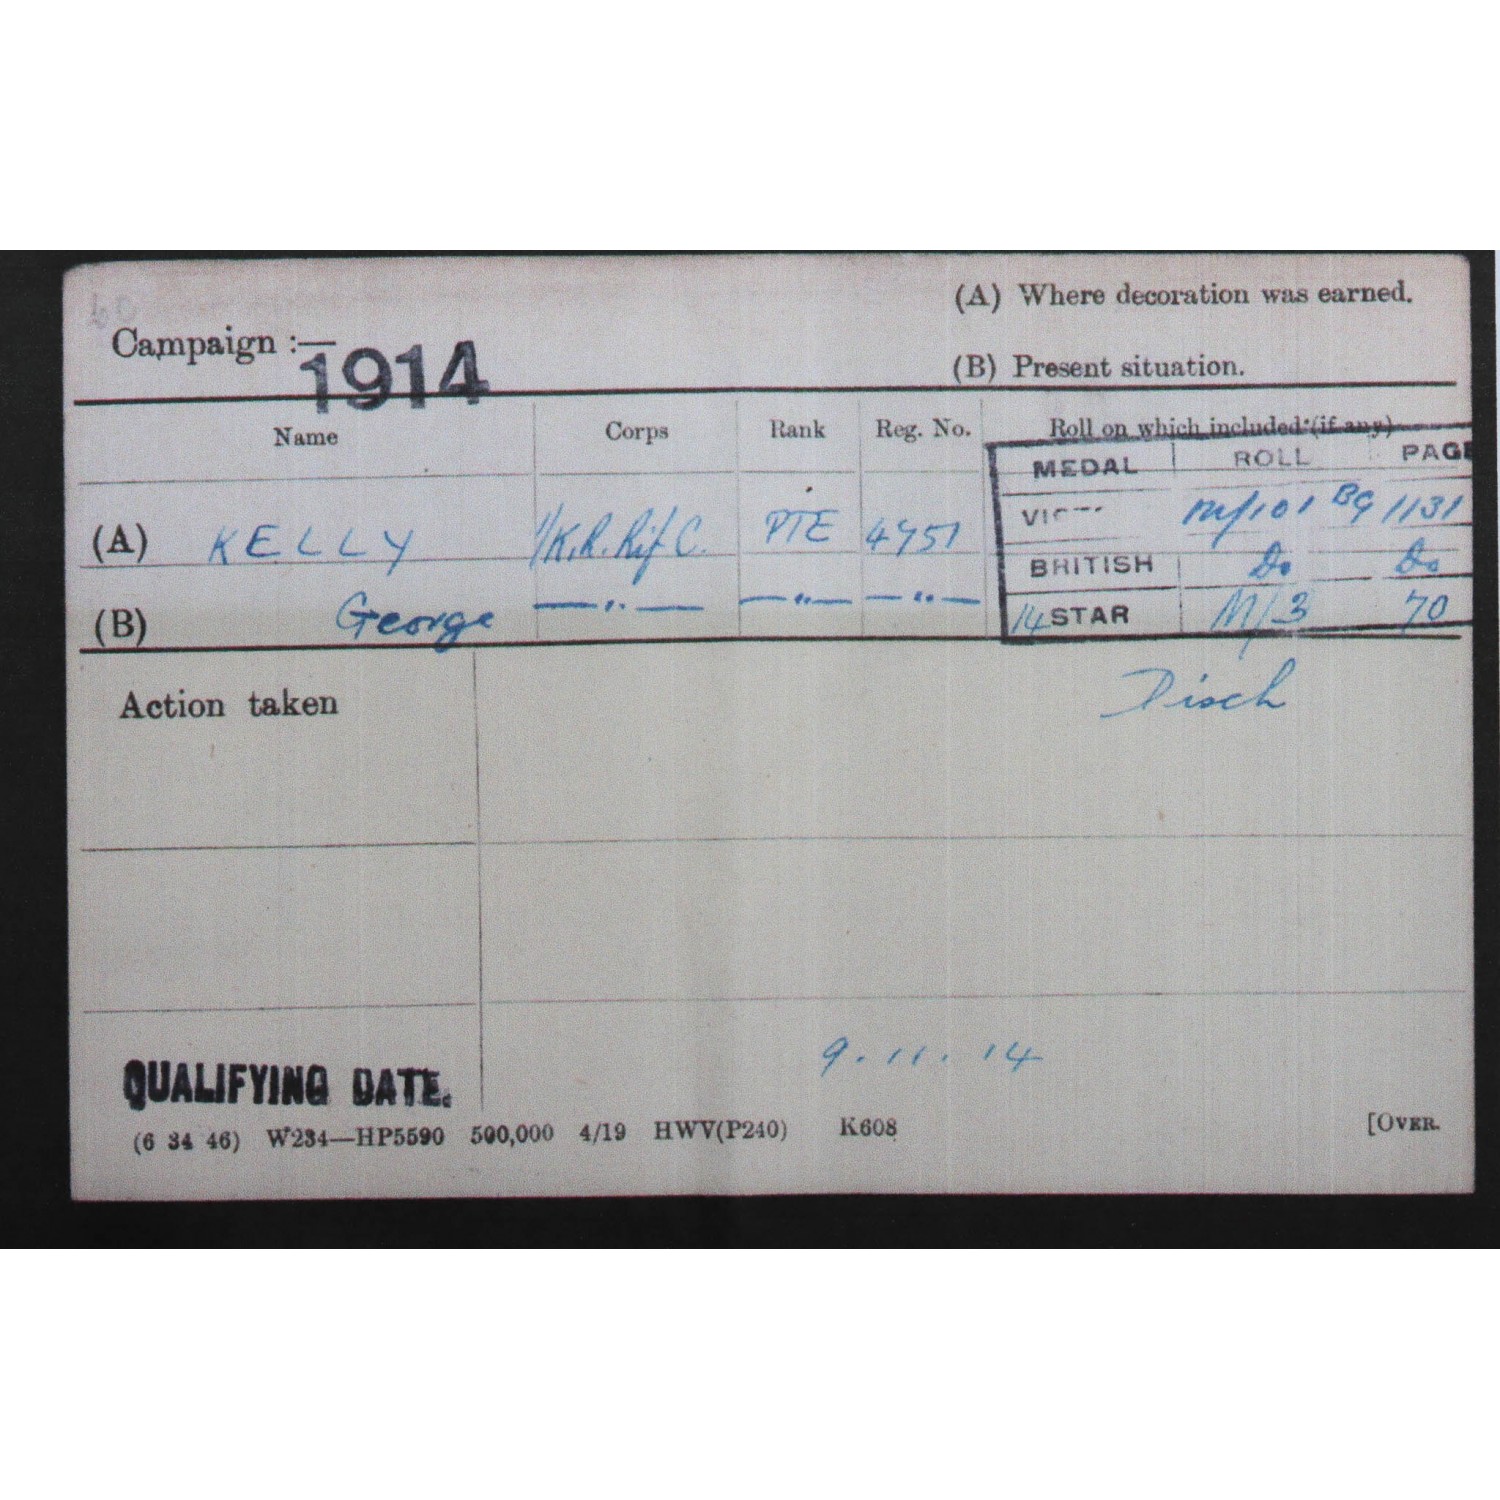 (A) Where decoration was earned.
Campaign :— 1914
(B) Present situation.
Name Corps Rank Reg. No. Roll on which included (if any)
MEDAL ROLL PAGE
(A) KELLY 1/K.R. Rif C. PTE 4751 VICT M/101 B9 1131
BRITISH Do Do
(B) George —"— —"— —"— 14 STAR M/3 70
Action taken Disch
QUALIFYING DATE. 9.11.14
(6 34 46) W234—HP5590 500,000 4/19 HWV(P240) K608 [OVER.